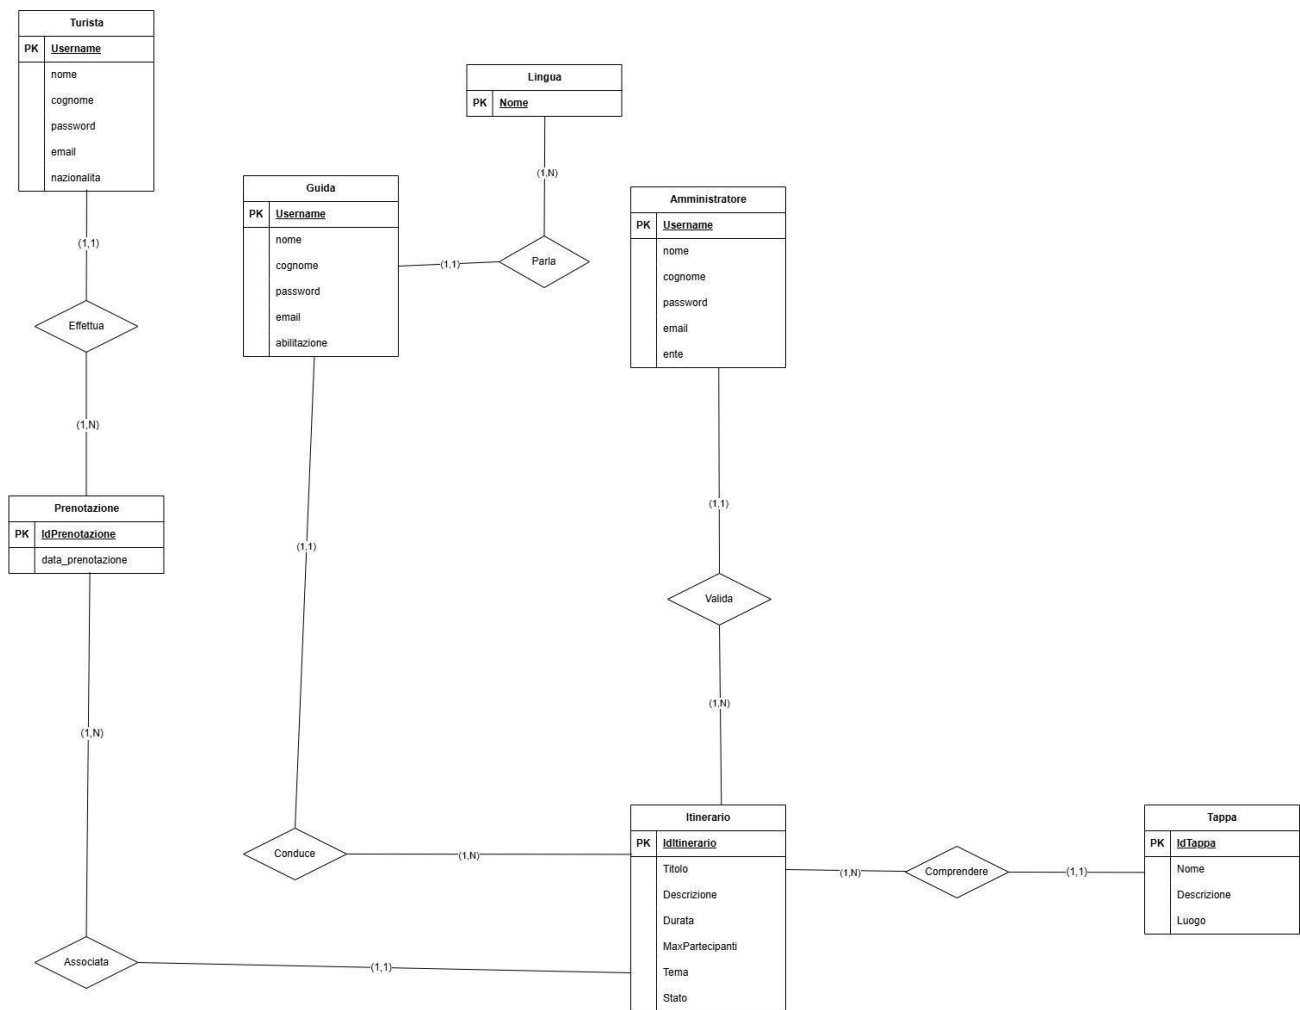 Turista
PK Username
nome
cognome
password
email
nazionalita
(1,1)
Effettua
(1,N)
Prenotazione
PK IdPrenotazione
data_prenotazione
(1,N)
Associata
(1,1)
Lingua
PK Nome
(1,N)
Parla
(1,1)
Guida
PK Username
nome
cognome
password
email
abilitazione
(1,1)
Conduce
(1,N)
Amministratore
PK Username
nome
cognome
password
email
ente
(1,1)
Valida
(1,N)
Itinerario
PK IdItinerario
Titolo
Descrizione
Durata
MaxPartecipanti
Tema
Stato
(1,N)
Comprendere
(1,1)
Tappa
PK IdTappa
Nome
Descrizione
Luogo